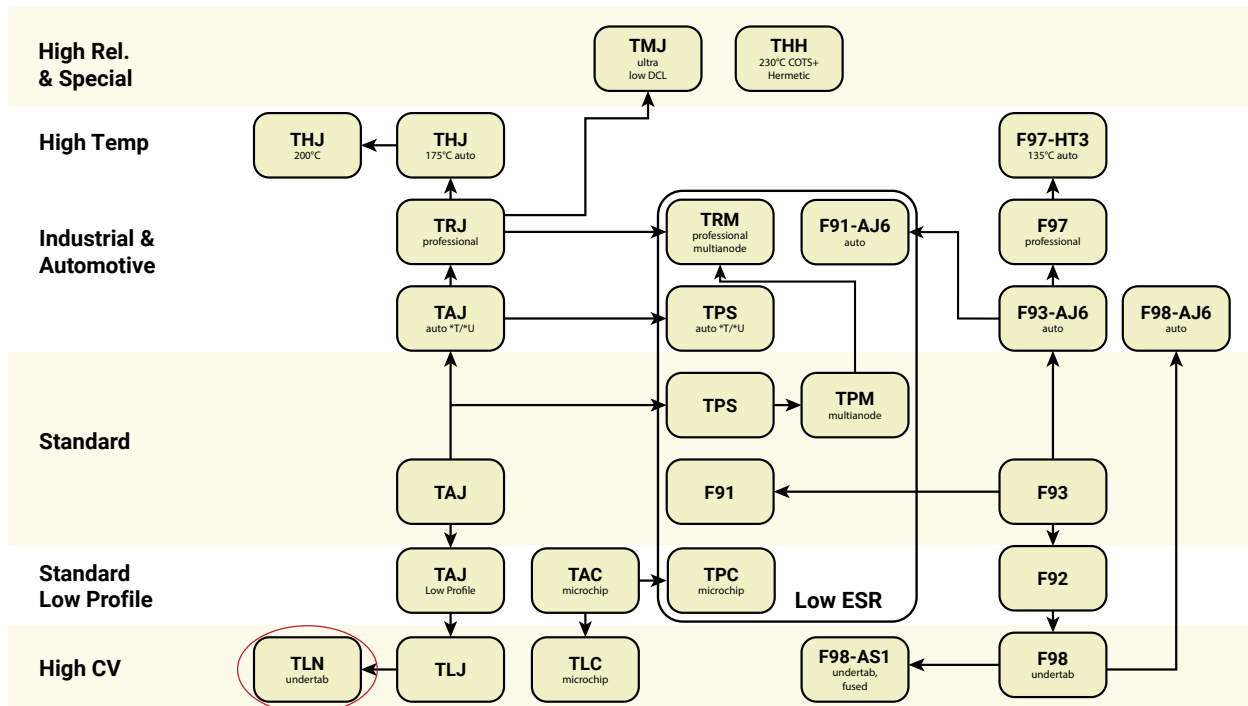 High Rel.
& Special
TMJ
ultra
low DCL
THH
230°C COTS+
Hermetic
High Temp
THJ
200°C
THJ
175°C auto
F97-HT3
135°C auto
Industrial &
Automotive
TRJ
professional
TRM
professional
multianode
F91-AJ6
auto
F97
professional
TAJ
auto *T/*U
TPS
auto *T/*U
F93-AJ6
auto
F98-AJ6
auto
Standard
TPS
TPM
multianode
TAJ
F91
F93
Standard
Low Profile
TAJ
Low Profile
TAC
microchip
TPC
microchip
Low ESR
F92
High CV
TLN
undertab
TLJ
TLC
microchip
F98-AS1
undertab,
fused
F98
undertab